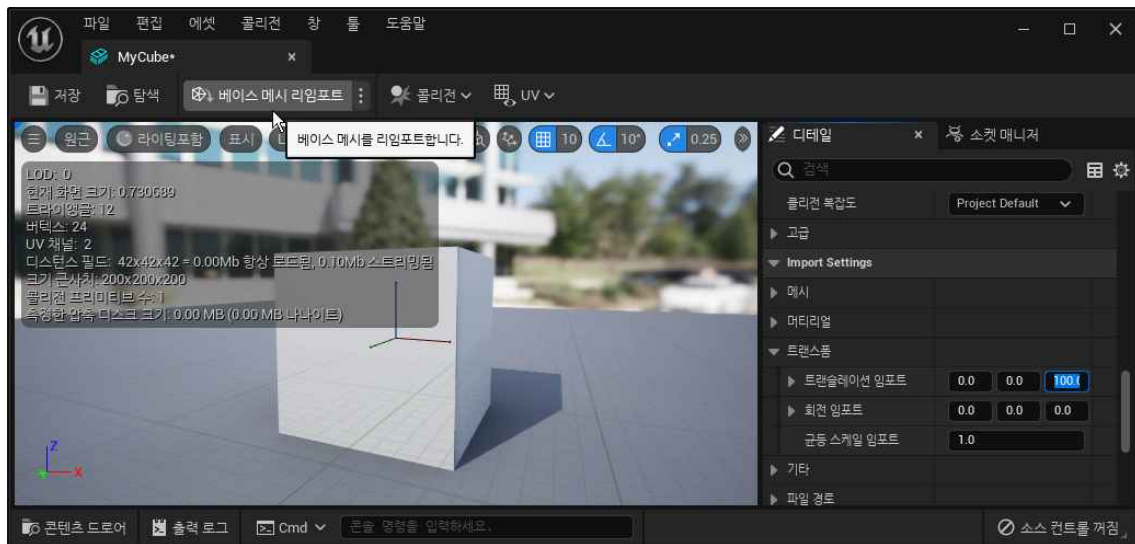 파일 편집 에셋 콜리전 창 툴 도움말
MyCube*
저장 탐색 베이스 메시 리임포트 콜리전 UV
원근 라이팅포함 표시 10 10° 0.25
베이스 메시를 리임포트합니다.
LOD: 0
현재 화면 크기: 0.730689
트라이앵글: 12
버텍스: 24
UV 채널: 2
디스턴스 필드: 42x42x42 = 0.00Mb 항상 로드됨, 0.10Mb 스트리밍됨
크기 근사치: 200x200x200
콜리전 프리미티브 수: 1
측정한 압축 디스크 크기: 0.00 MB (0.00 MB 나나이트)
Z
X
디테일 소켓 매니저
검색
콜리전 복잡도 Project Default
고급
Import Settings
메시
머티리얼
트랜스폼
트랜슬레이션 임포트 0.0 0.0 100.0
회전 임포트 0.0 0.0 0.0
균등 스케일 임포트 1.0
기타
파일 경로
콘텐츠 드로어 출력 로그 Cmd 콘솔 명령을 입력하세요. 소스 컨트롤 꺼짐